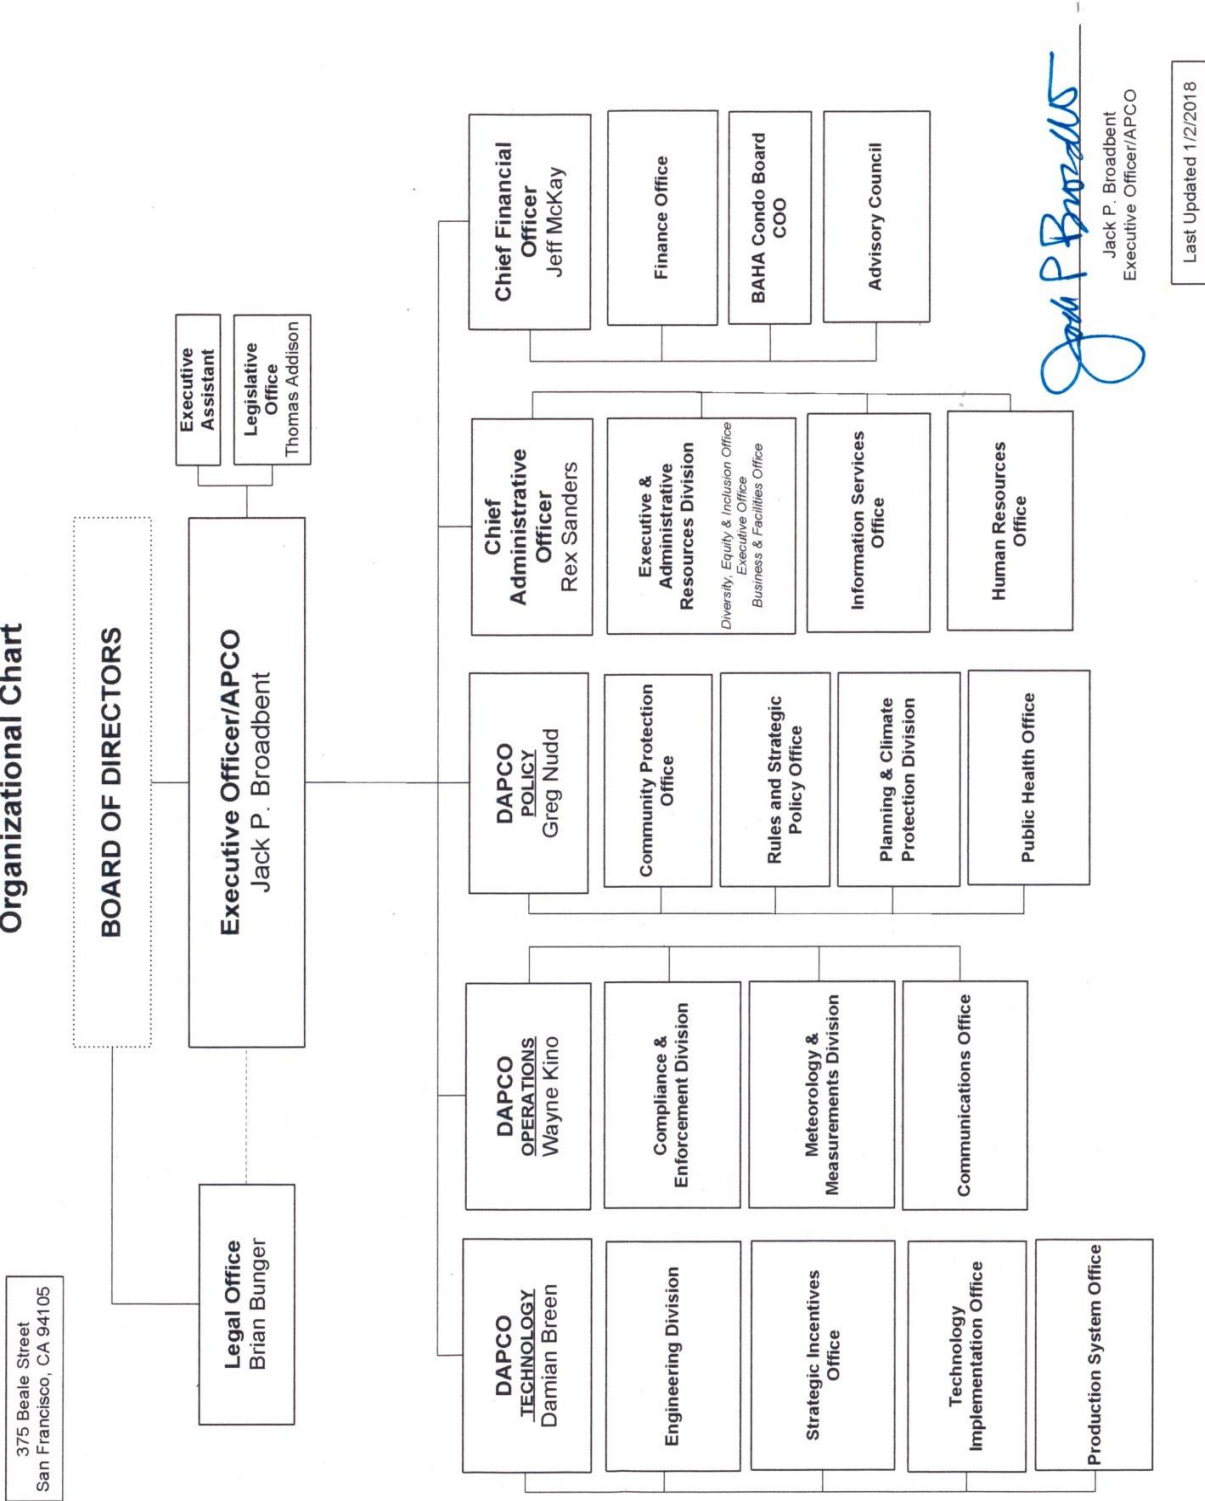 375 Beale Street
San Francisco, CA 94105
Organizational Chart
BOARD OF DIRECTORS
Executive Officer/APCO
Jack P. Broadbent
Executive
Assistant
Legislative
Office
Thomas Addison
Legal Office
Brian Bunger
DAPCO
TECHNOLOGY
Damian Breen
Engineering Division
Strategic Incentives
Office
Technology
Implementation Office
Production System Office
DAPCO
OPERATIONS
Wayne Kino
Compliance &
Enforcement Division
Meteorology &
Measurements Division
Communications Office
DAPCO
POLICY
Greg Nudd
Community Protection
Office
Rules and Strategic
Policy Office
Planning & Climate
Protection Division
Public Health Office
Chief
Administrative
Officer
Rex Sanders
Executive &
Administrative
Resources Division
Diversity, Equity & Inclusion Office
Executive Office
Business & Facilities Office
Information Services
Office
Human Resources
Office
Chief Financial
Officer
Jeff McKay
Finance Office
BAHA Condo Board
COO
Advisory Council
Jack P Broadbent
Jack P. Broadbent
Executive Officer/APCO
Last Updated 1/2/2018